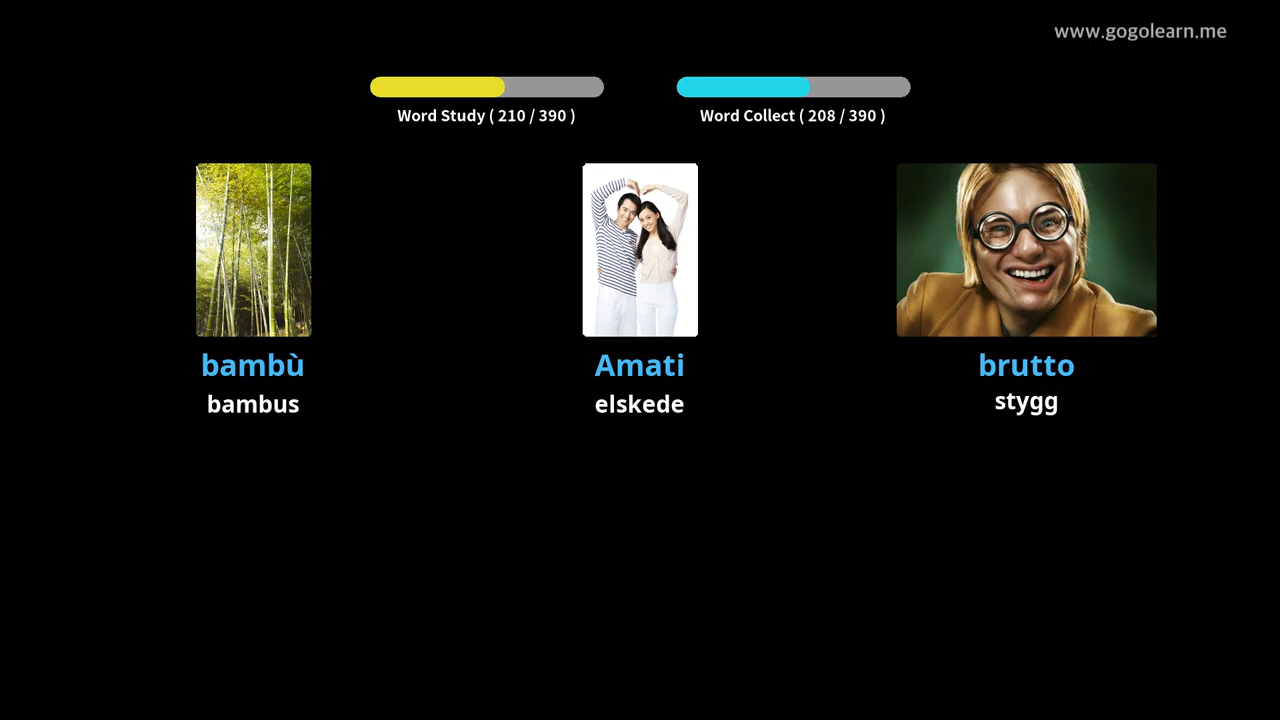 www.gogolearn.me
Word Study ( 210 / 390 )
Word Collect ( 208 / 390 )
bambù
bambus
Amati
elskede
brutto
stygg